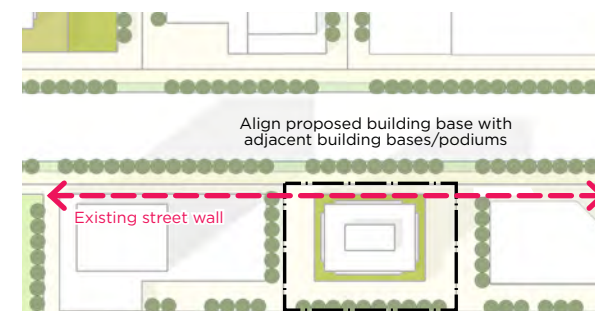 Align proposed building base with
adjacent building bases/podiums
Existing street wall